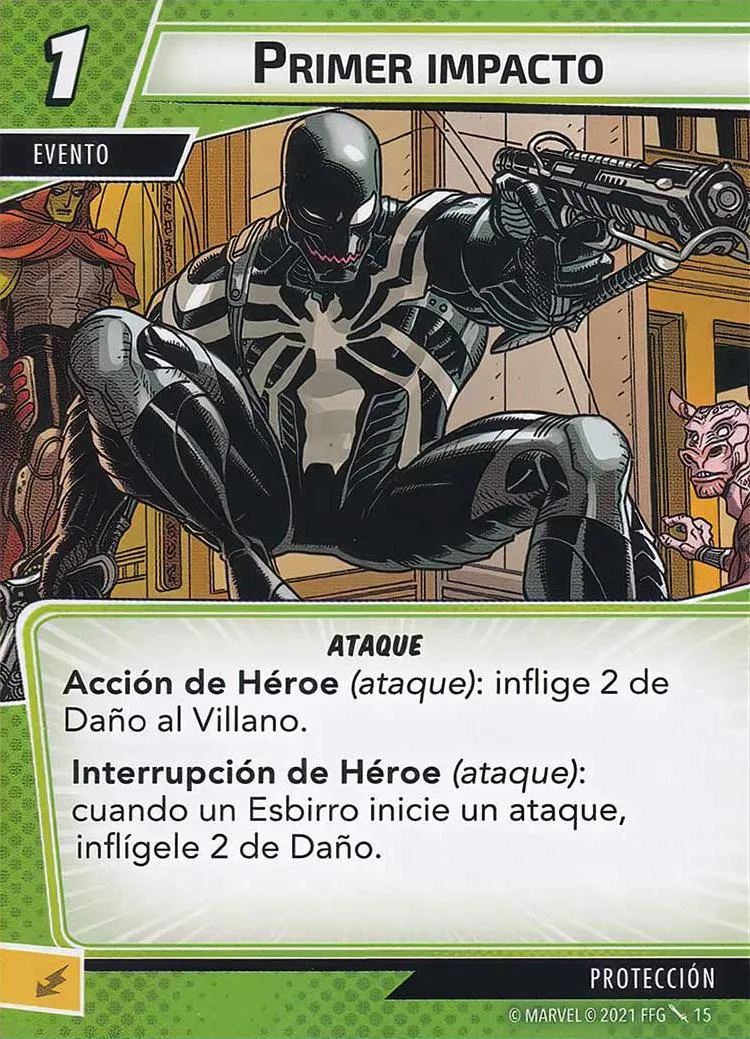 1
PRIMER IMPACTO
EVENTO
ATAQUE
Acción de Héroe (ataque): inflige 2 de
Daño al Villano.
Interrupción de Héroe (ataque):
cuando un Esbirro inicie un ataque,
inflígele 2 de Daño.
PROTECCIÓN
© MARVEL © 2021 FFG 15